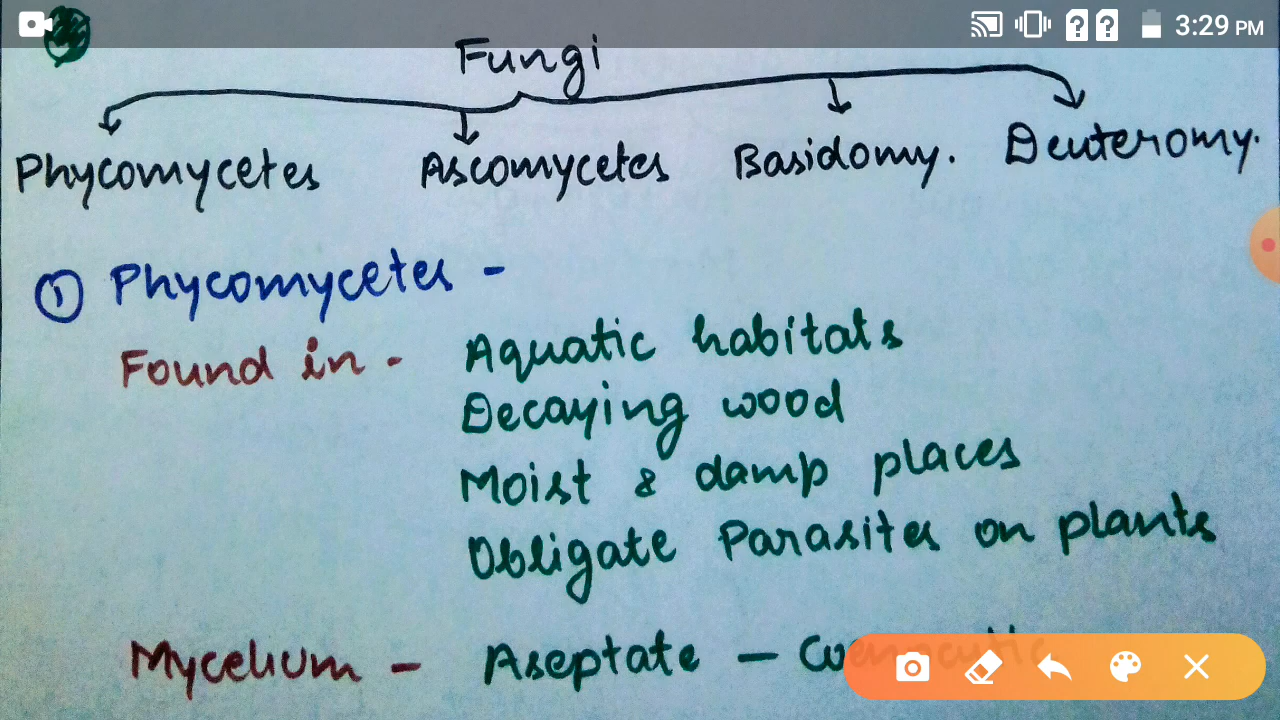 3:29 PM
Fungi
Phycomycetes Ascomycetes Basidomy. Deuteromy.
① Phycomycetes -
Found in - Aquatic habitats
Decaying wood
Moist & damp places
Obligate Parasites on plants
Mycelium - Aseptate -